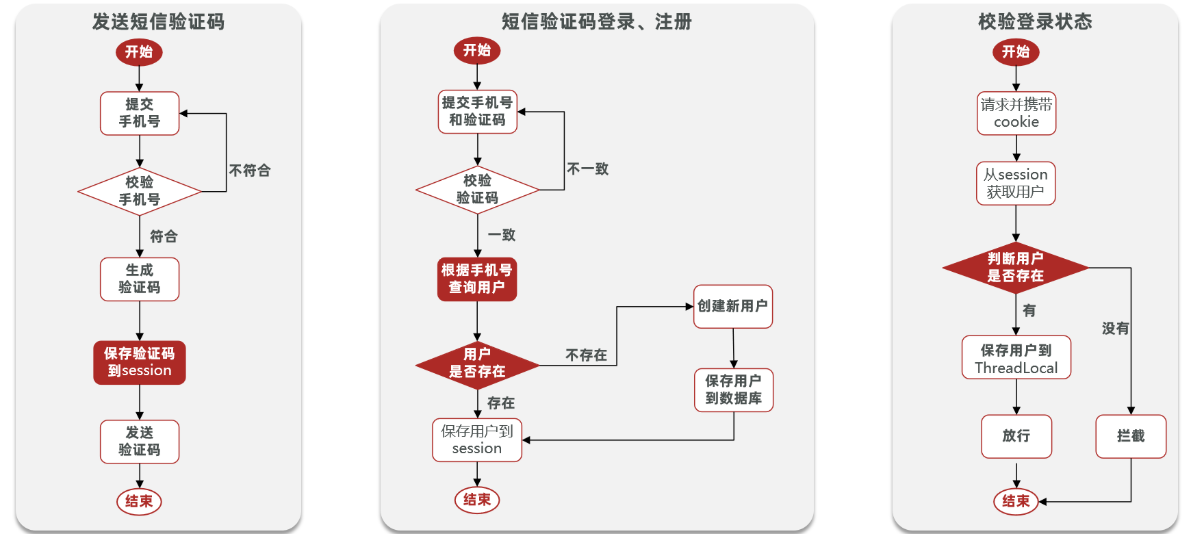 发送短信验证码
开始
提交
手机号
不符合
校验
手机号
符合
生成
验证码
保存验证码
到session
发送
验证码
结束
短信验证码登录、注册
开始
提交手机号
和验证码
不一致
校验
验证码
一致
根据手机号
查询用户
创建新用户
用户
是否存在
不存在
保存用户
到数据库
存在
保存用户到
session
结束
校验登录状态
开始
请求并携带
cookie
从session
获取用户
判断用户
是否存在
有
没有
保存用户到
ThreadLocal
放行
拦截
结束